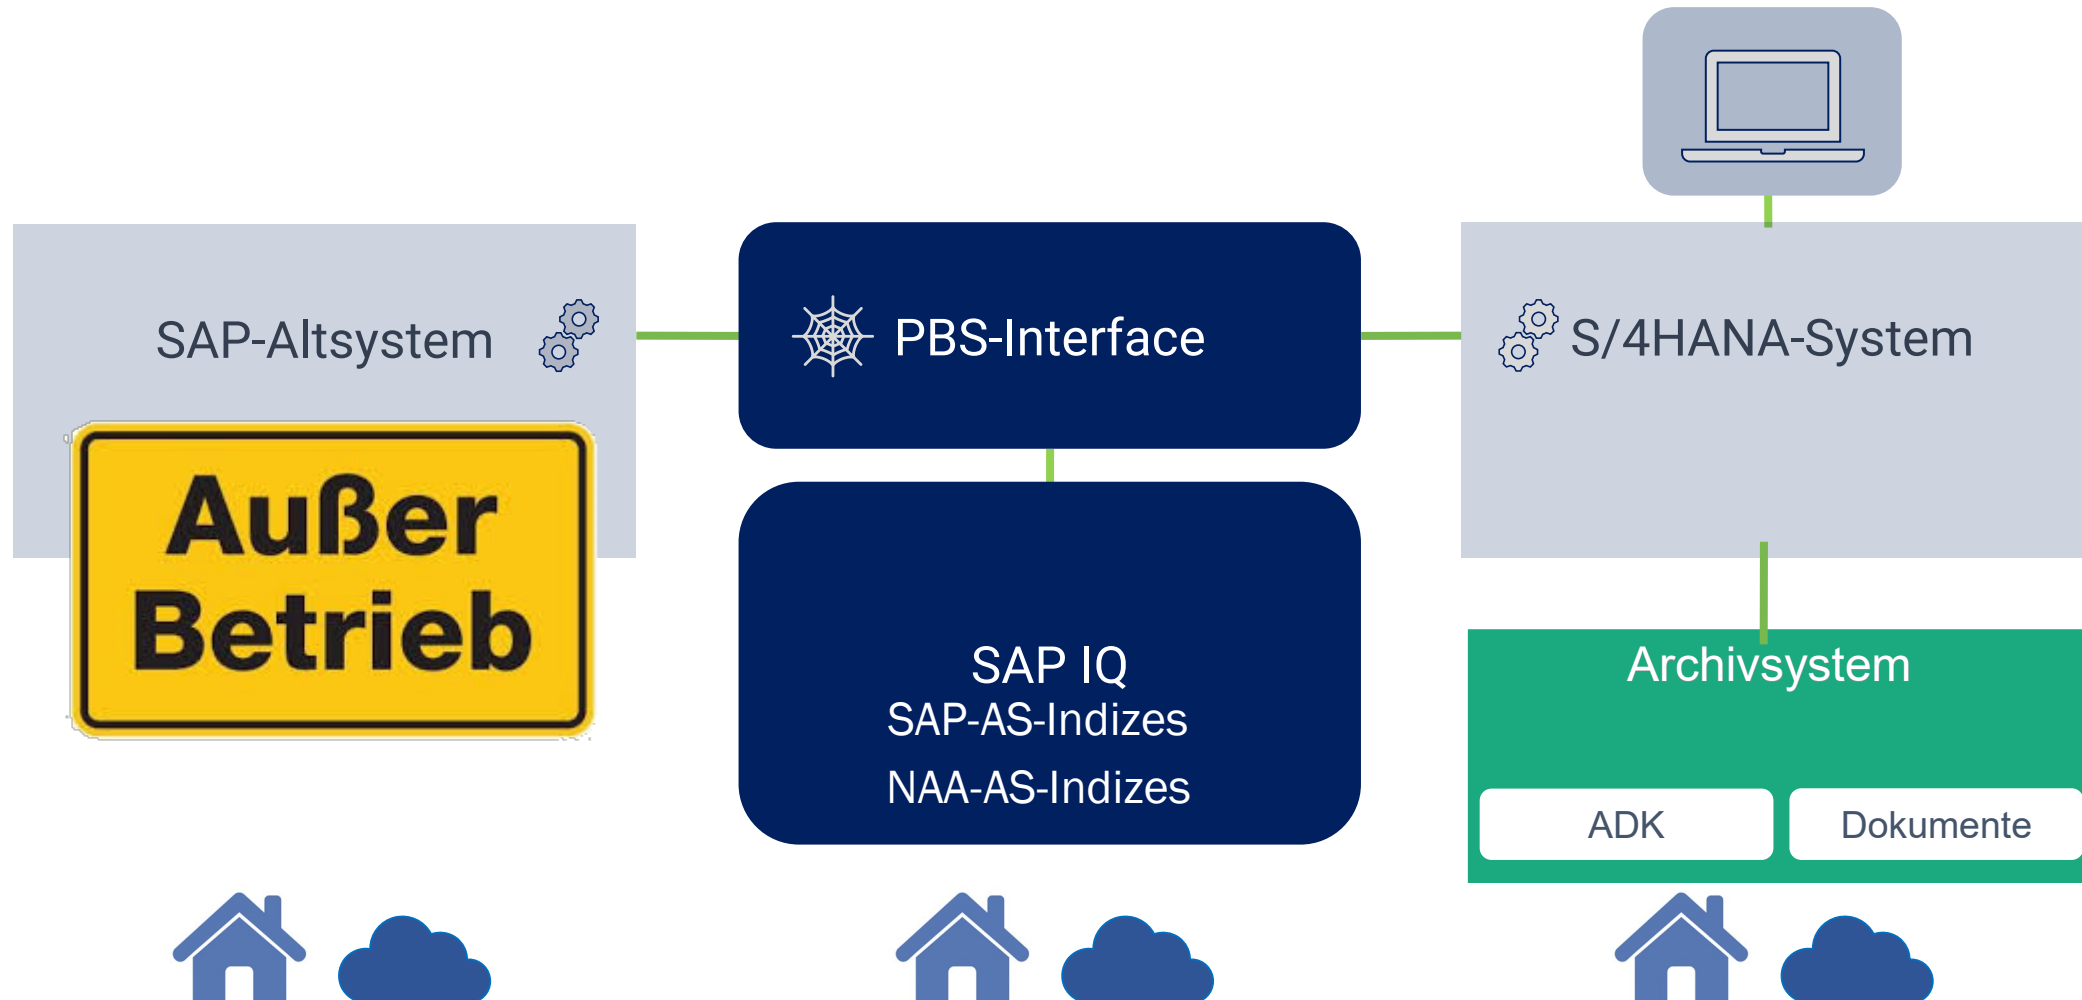 SAP-Altsystem
Außer
Betrieb
PBS-Interface
SAP IQ
SAP-AS-Indizes
NAA-AS-Indizes
S/4HANA-System
Archivsystem
ADK
Dokumente